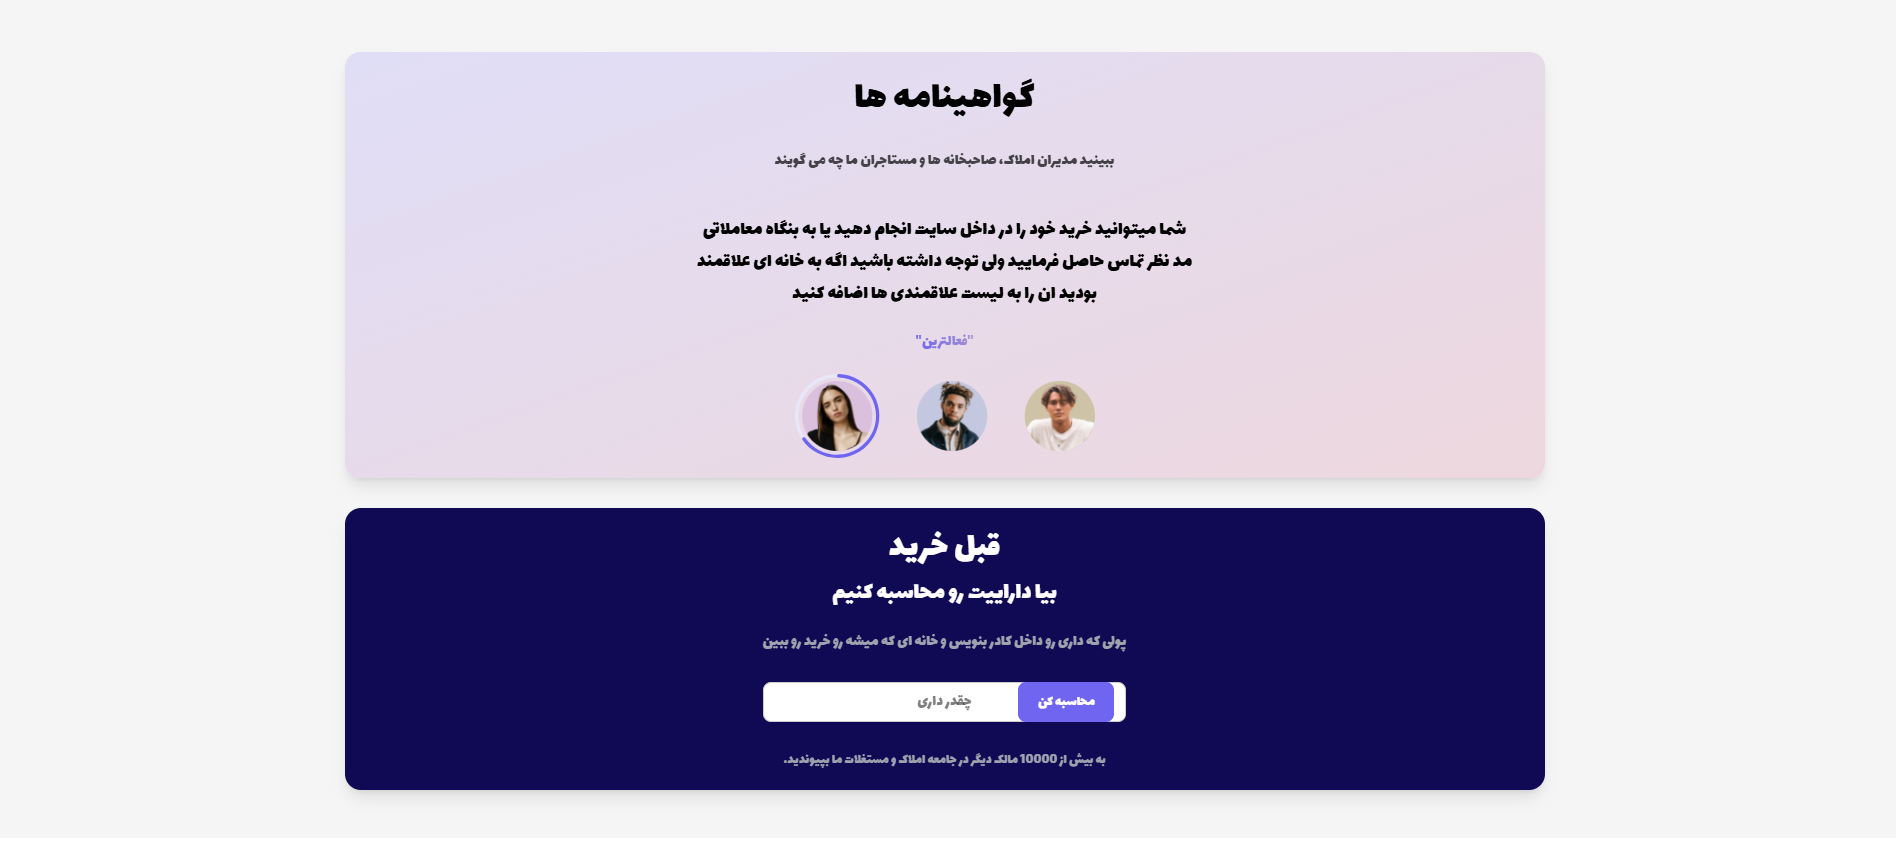 گواهینامه ها
ببینید مدیران املاک، صاحبخانه ها و مستاجران ما چه می گویند
شما میتوانید خرید خود را در داخل سایت انجام دهید یا به بنگاه معاملاتی
مد نظر تماس حاصل فرمایید ولی توجه داشته باشید اگه به خانه ای علاقمند
بودید ان را به لیست علاقمندی ها اضافه کنید
"فعالترین"
قبل خرید
بیا داراییت رو محاسبه کنیم
پولی که داری رو داخل کادر بنویس و خانه ای که میشه رو خرید رو ببین
محاسبه کن
چقدر داری
به بیش از 10000 مالک دیگر در جامعه املاک و مستغلات ما بپیوندید.